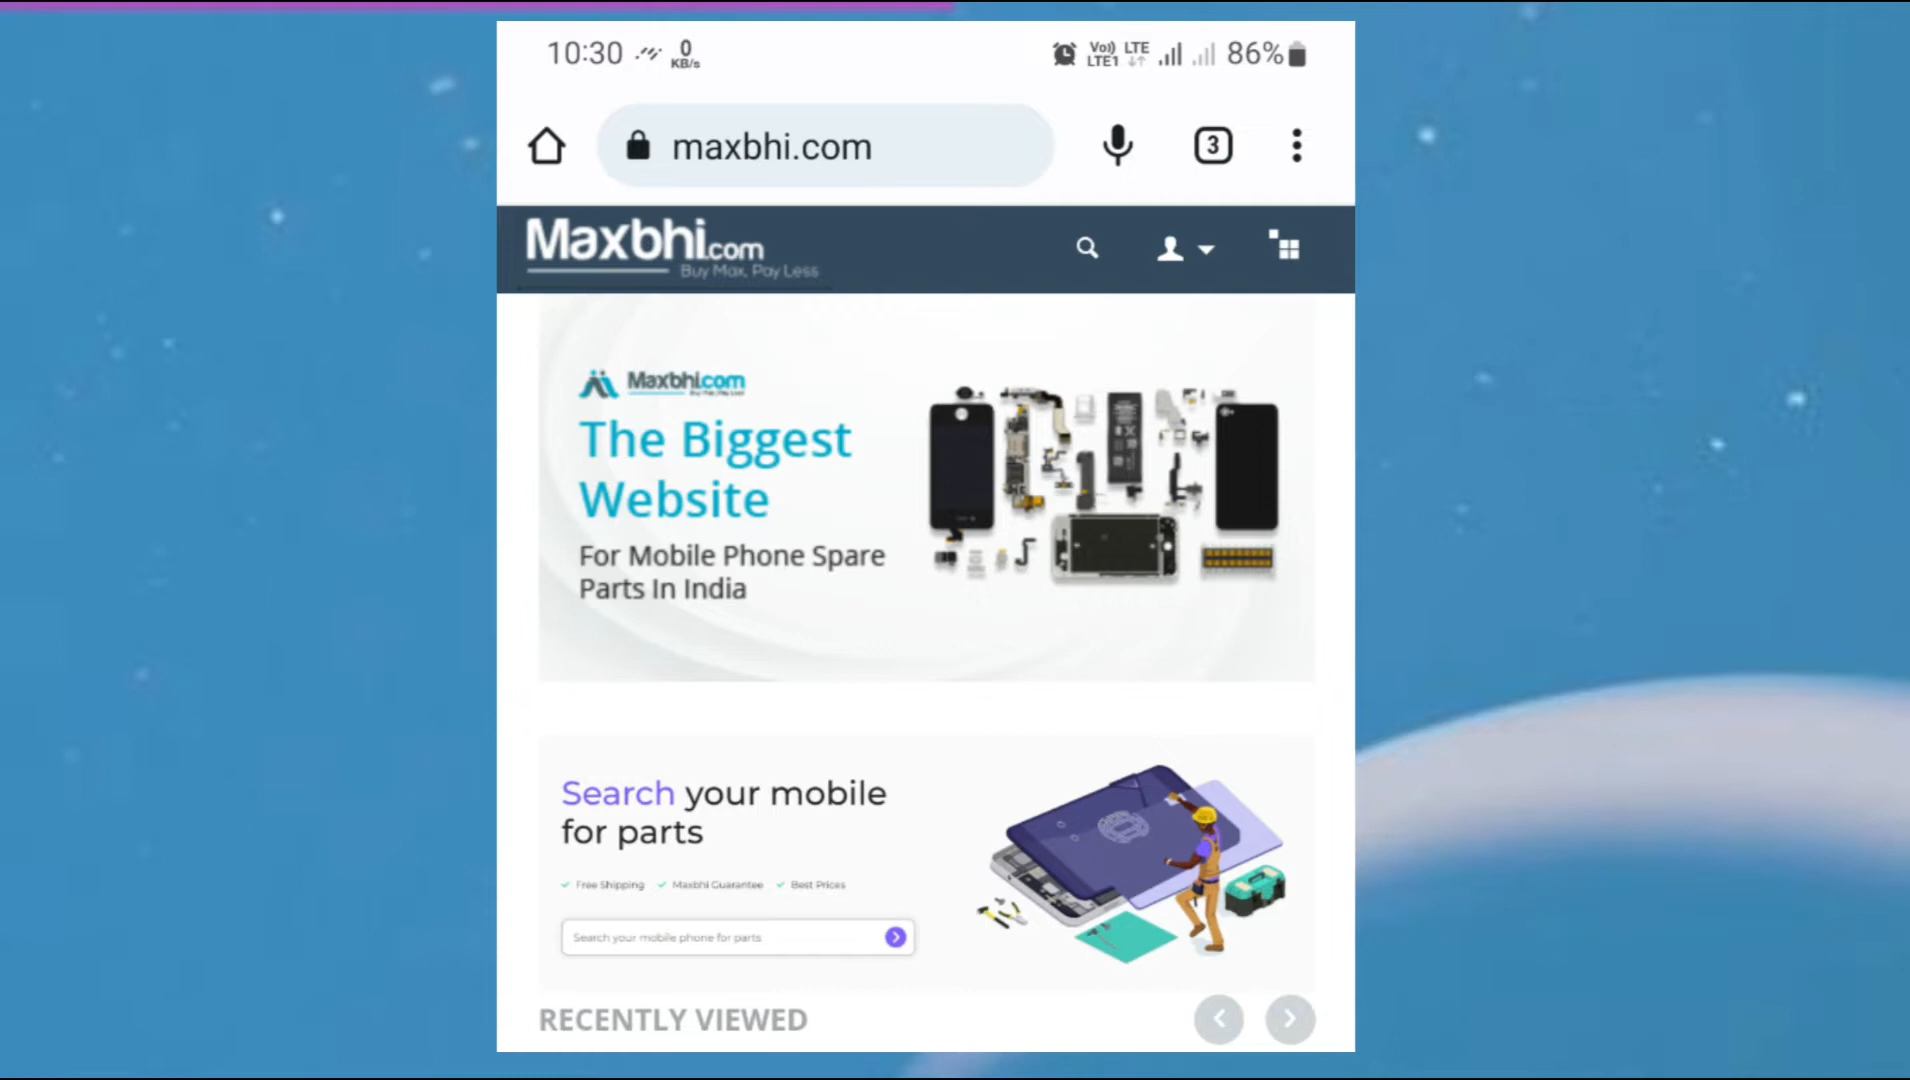 10:30 0 KB/s Vo)) LTE1 LTE 86%
maxbhi.com 3
Maxbhi.com
Buy Max, Pay Less
Maxbhi.com
The Biggest
Website
For Mobile Phone Spare
Parts In India
Search your mobile
for parts
Free Shipping Maxbhi Guarantee Best Prices
Search your mobile phone for parts
RECENTLY VIEWED